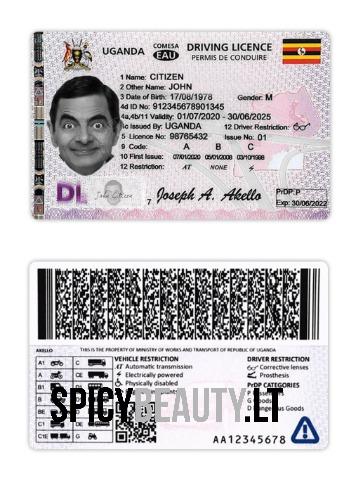 UGANDA COMESA EAU DRIVING LICENCE
PERMIS DE CONDUIRE
1 Name: CITIZEN
2 Other Name: JOHN
3 Date of Birth: 17/08/1978 Gender: M
4d ID No: 912345678901345
4a,4b/11 Validity: 01/07/2020 - 30/06/2025
4c Issued By: UGANDA 12 Driver Restriction:
5 Licence No: 98765432 Issue No: 01
9 Code: A B C
10 First Issue: 07/01/2020 05/01/2008 03/10/1998
12 Restriction: AT NONE
DL John Citizen
7 Joseph A. Akello
PrDP: P
Exp: 30/06/2022
AKELLO THIS IS THE PROPERTY OF MINISTRY OF WORKS AND TRANSPORT OF REPUBLIC OF UGANDA
VEHICLE RESTRICTION DRIVER RESTRICTION
A1 C1 AT Automatic transmission Corrective lenses
A CE Electrically powered Prosthesis
B1 Physically disabled PrDP CATEGORIES
B
BE
C1 F
C1E G
Dangerous Goods
SPICYBEAUTY.LT
AA12345678